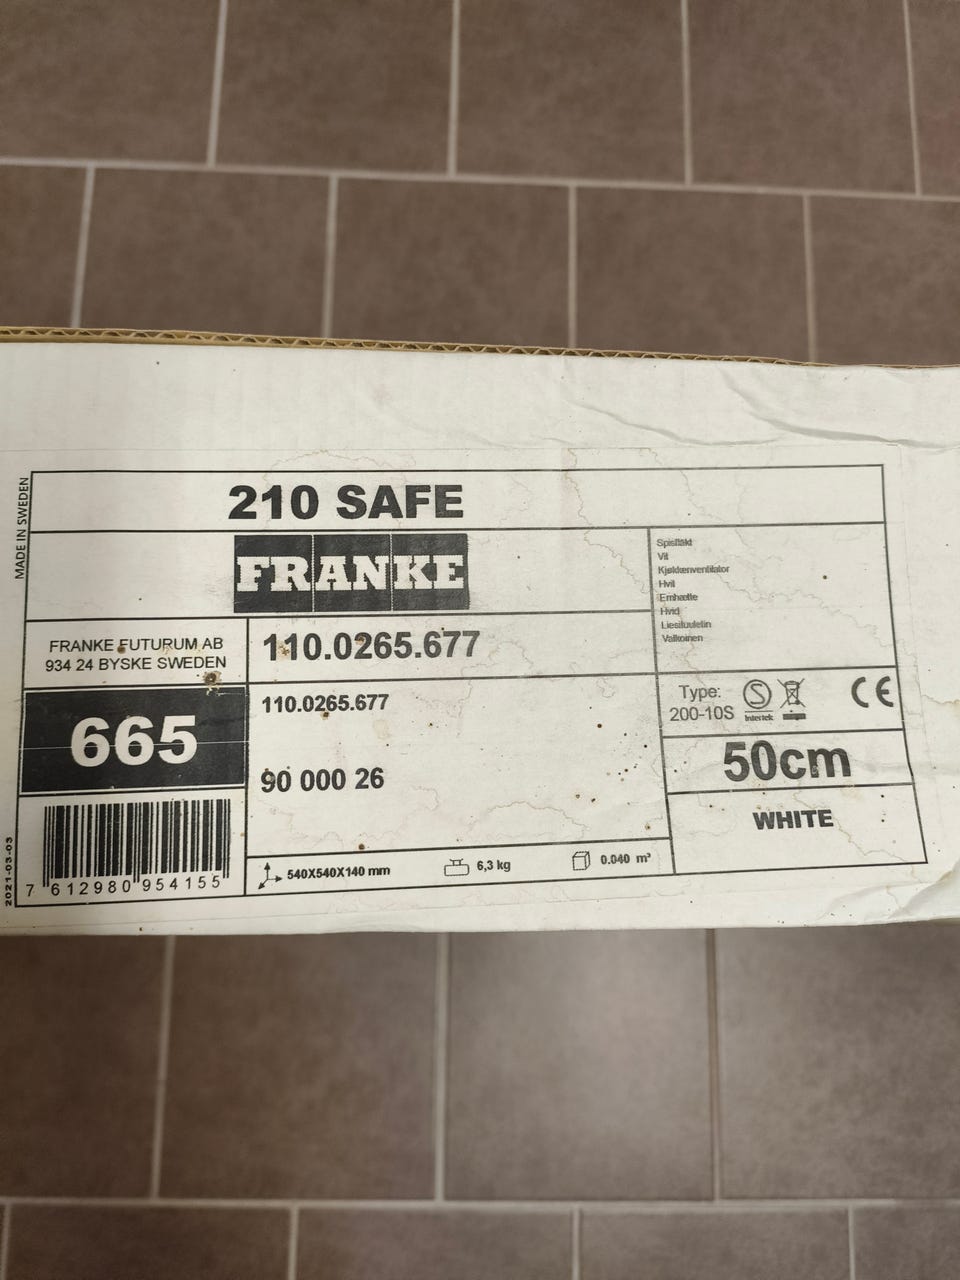 MADE IN SWEDEN
210 SAFE
FRANKE
Spisfläkt
Vit
Kjøkkenventilator
Hvit
Emhætte
Hvid
Liesituuletin
Valkoinen
FRANKE FUTURUM AB
934 24 BYSKE SWEDEN
110.0265.677
665
110.0265.677
90 000 26
Type:
200-10S
S
Intertek
CE
50cm
WHITE
540X540X140 mm
6,3 kg
0.040 m³
7 612980 954155
2021-03-03